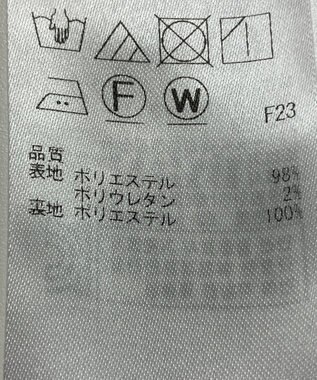 F W
F23
品質
表地 ポリエステル 98%
ポリウレタン 2%
裏地 ポリエステル 100%